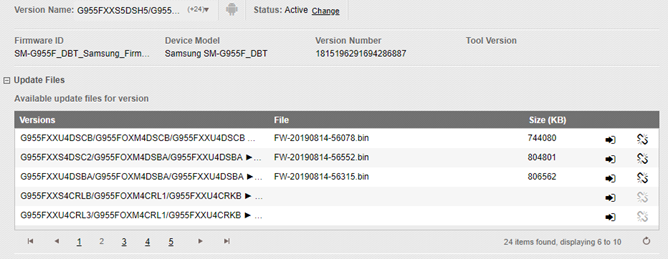 Version Name: G955FXXS5DSH5/G955... (+24)▾ Status: Active Change
Firmware ID Device Model Version Number Tool Version
SM-G955F_DBT_Samsung_Firm... Samsung SM-G955F_DBT 1815196291694286887
Update Files
Available update files for version
Versions File Size (KB)
G955FXXU4DSCB/G955FOXM4DSCB/G955FXXU4DSCB ... FW-20190814-56078.bin 744080
G955FXXS4DSC2/G955FOXM4DSBA/G955FXXU4DSBA ►... FW-20190814-56552.bin 804801
G955FXXU4DSBA/G955FOXM4DSBA/G955FXXU4DSBA ►... FW-20190814-56315.bin 806562
G955FXXS4CRLB/G955FOXM4CRL1/G955FXXU4CRKB ►...
G955FXXU4CRL3/G955FOXM4CRL1/G955FXXU4CRKB ►...
1 2 3 4 5 24 items found, displaying 6 to 10